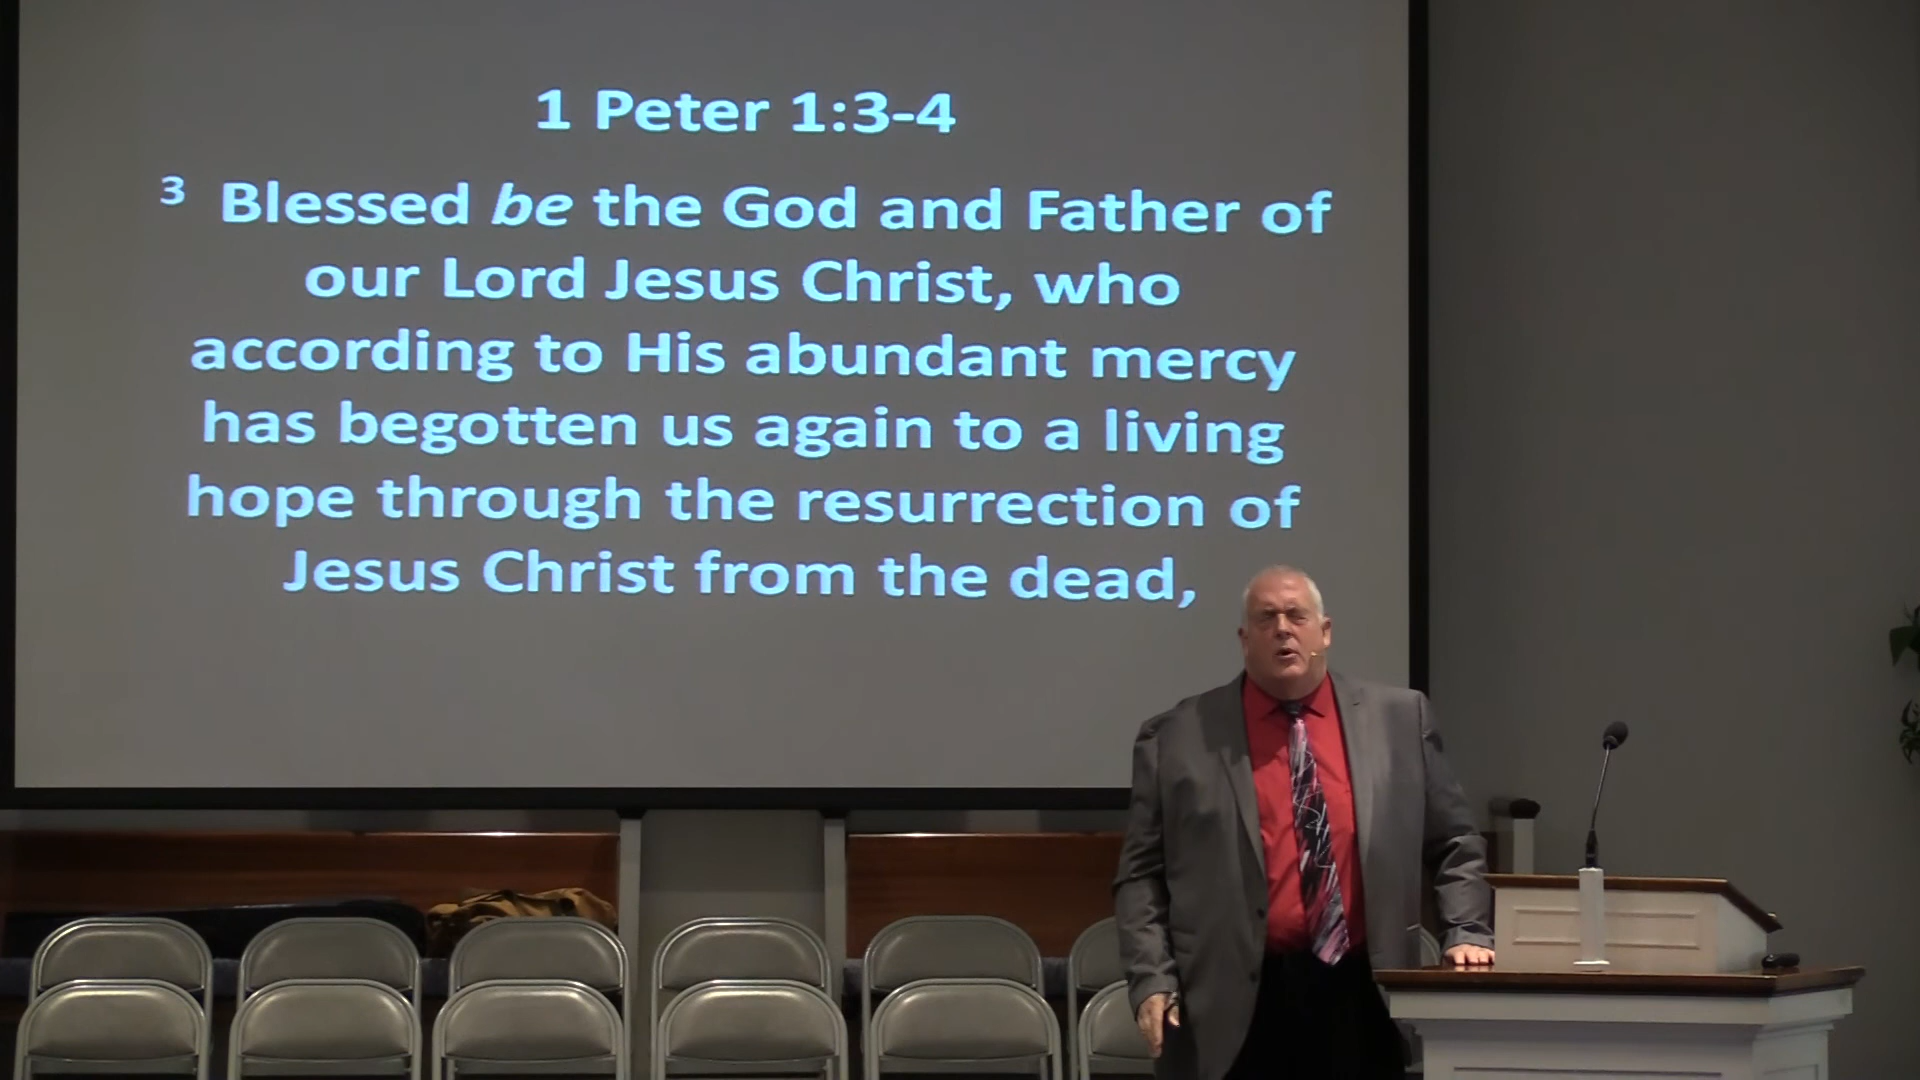 1 Peter 1:3-4
3 Blessed be the God and Father of
our Lord Jesus Christ, who
according to His abundant mercy
has begotten us again to a living
hope through the resurrection of
Jesus Christ from the dead,